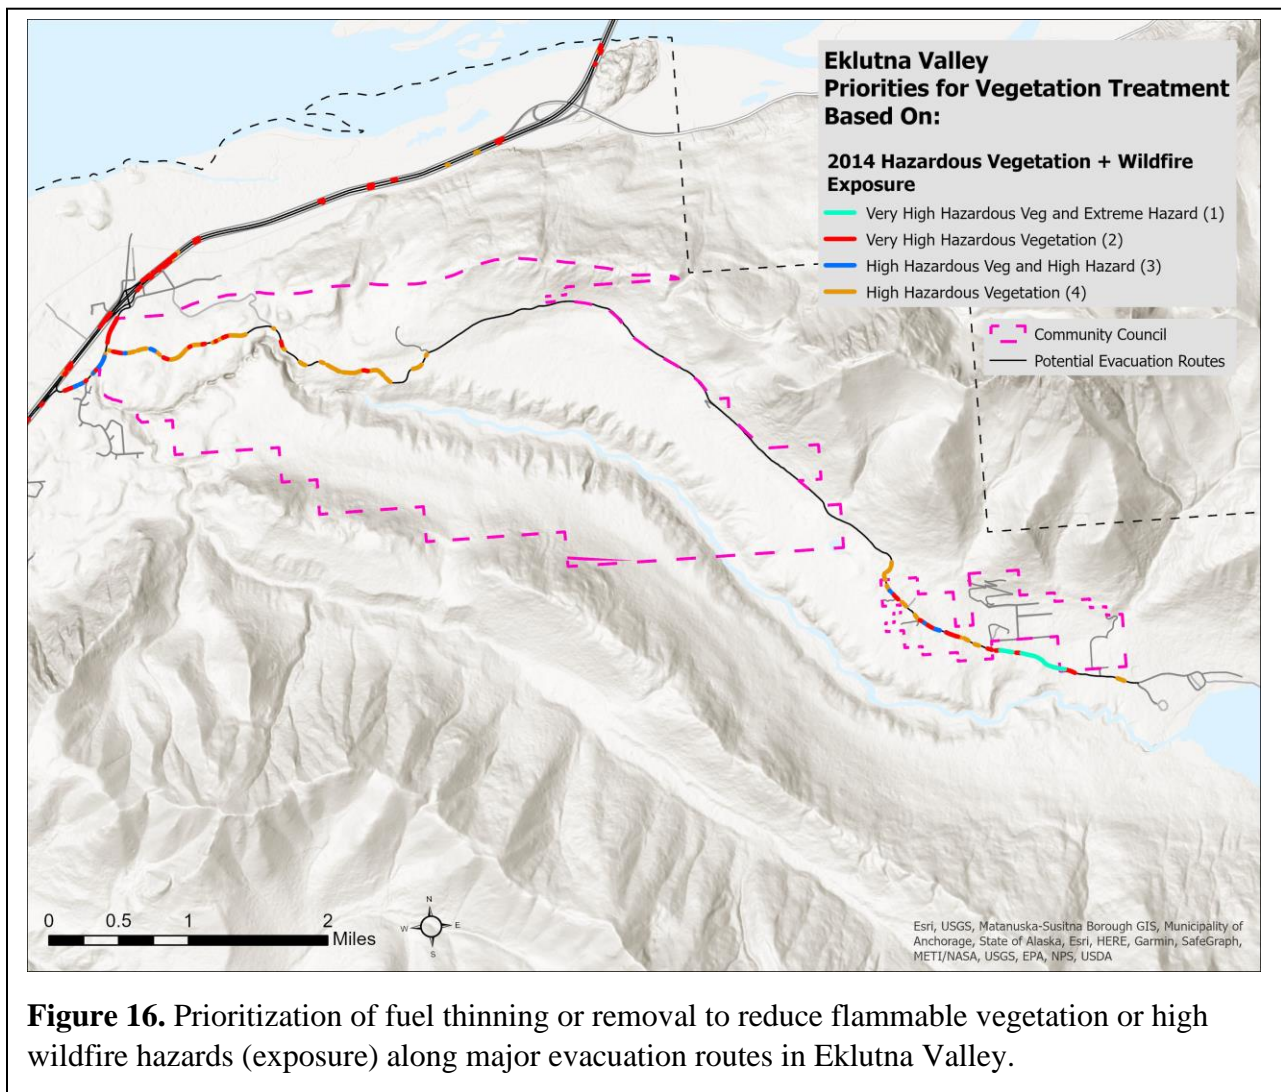 Eklutna Valley
Priorities for Vegetation Treatment
Based On:
2014 Hazardous Vegetation + Wildfire
Exposure
Very High Hazardous Veg and Extreme Hazard (1)
Very High Hazardous Vegetation (2)
High Hazardous Veg and High Hazard (3)
High Hazardous Vegetation (4)
Community Council
Potential Evacuation Routes
0 0.5 1 2
Miles
N
W E
S
Esri, USGS, Matanuska-Susitna Borough GIS, Municipality of
Anchorage, State of Alaska, Esri, HERE, Garmin, SafeGraph,
METI/NASA, USGS, EPA, NPS, USDA
Figure 16. Prioritization of fuel thinning or removal to reduce flammable vegetation or high
wildfire hazards (exposure) along major evacuation routes in Eklutna Valley.